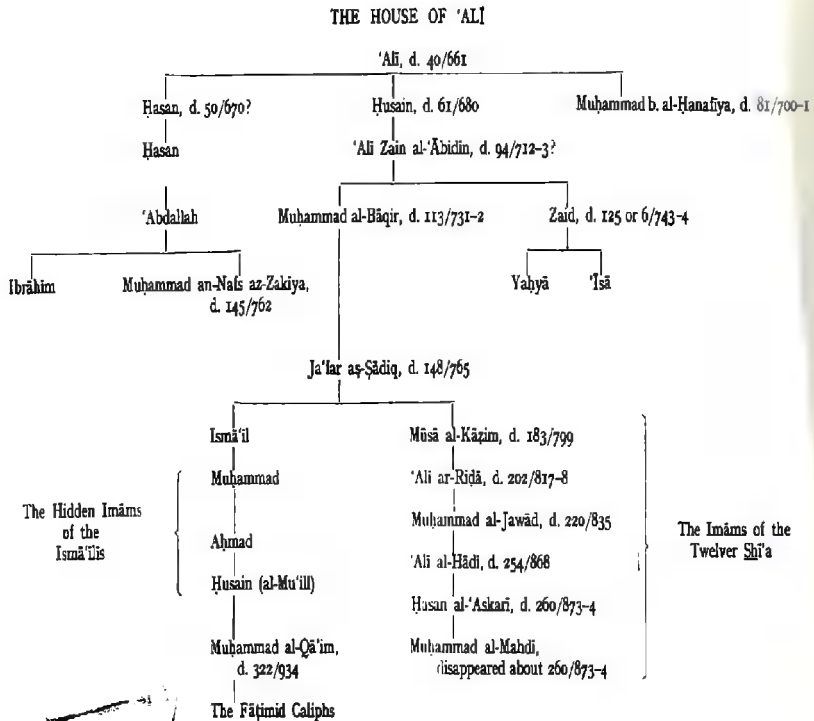 THE HOUSE OF ‘ALĪ
‘Alī, d. 40/661
Ḥasan, d. 50/670?
Ḥusain, d. 61/680
Muḥammad b. al-Ḥanafīya, d. 81/700-1
Ḥasan
‘Alī Zain al-‘Ābidīn, d. 94/712-3?
‘Abdallah
Muḥammad al-Bāqir, d. 113/731-2
Zaid, d. 125 or 6/743-4
Ibrāhīm
Muḥammad an-Nafs az-Zakiya,
d. 145/762
Yaḥyā
‘Īsā
Ja‘far aṣ-Ṣādiq, d. 148/765
Ismā‘īl
Mūsā al-Kāẓim, d. 183/799
Muḥammad
‘Alī ar-Riḍā, d. 202/817-8
The Hidden Imāms
of the
Ismā‘īlīs
Muḥammad al-Jawād, d. 220/835
The Imāms of the
Twelver Shī‘a
Aḥmad
‘Alī al-Hādī, d. 254/868
Ḥusain (al-Mu‘ill)
Ḥasan al-‘Askarī, d. 260/873-4
Muḥammad al-Qā’im,
d. 322/934
Muḥammad al-Mahdī,
disappeared about 260/873-4
The Fāṭimid Caliphs